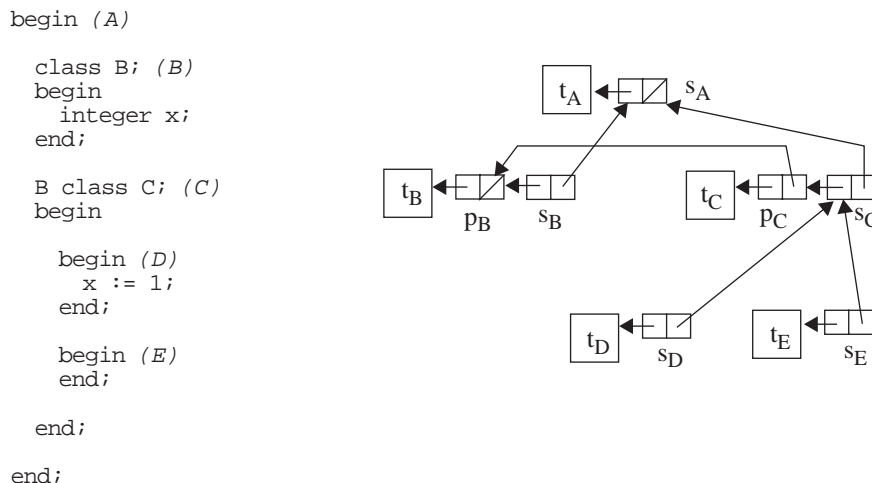 begin (A)
class B; (B)
begin
integer x;
end;
B class C; (C)
begin
begin (D)
x := 1;
end;
begin (E)
end;
end;
end;
tA
sA
tB
pB
sB
tC
pC
sC
tD
sD
tE
sE